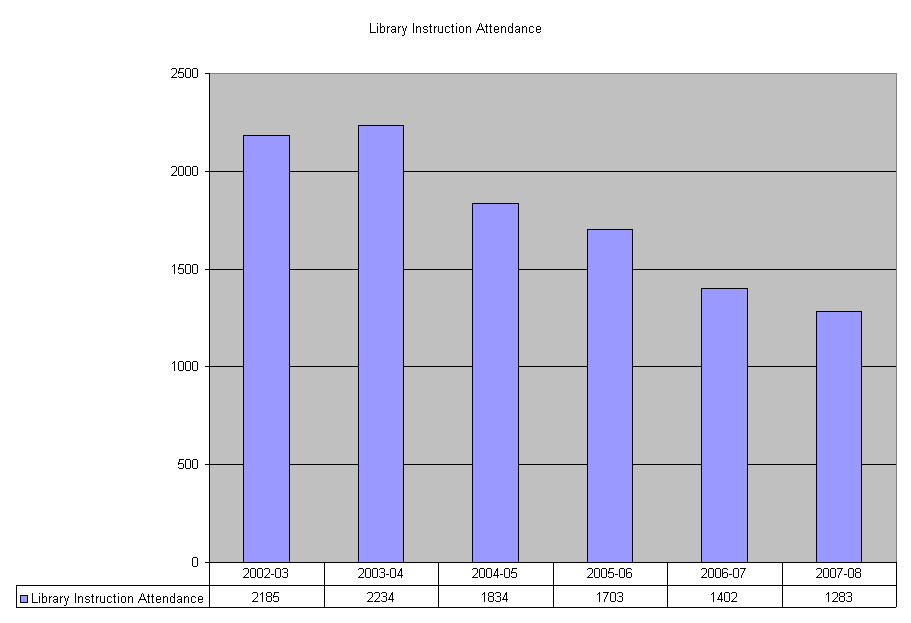 Library Instruction Attendance
2500
2000
1500
1000
500
0
2002-03 2003-04 2004-05 2005-06 2006-07 2007-08
Library Instruction Attendance 2185 2234 1834 1703 1402 1283